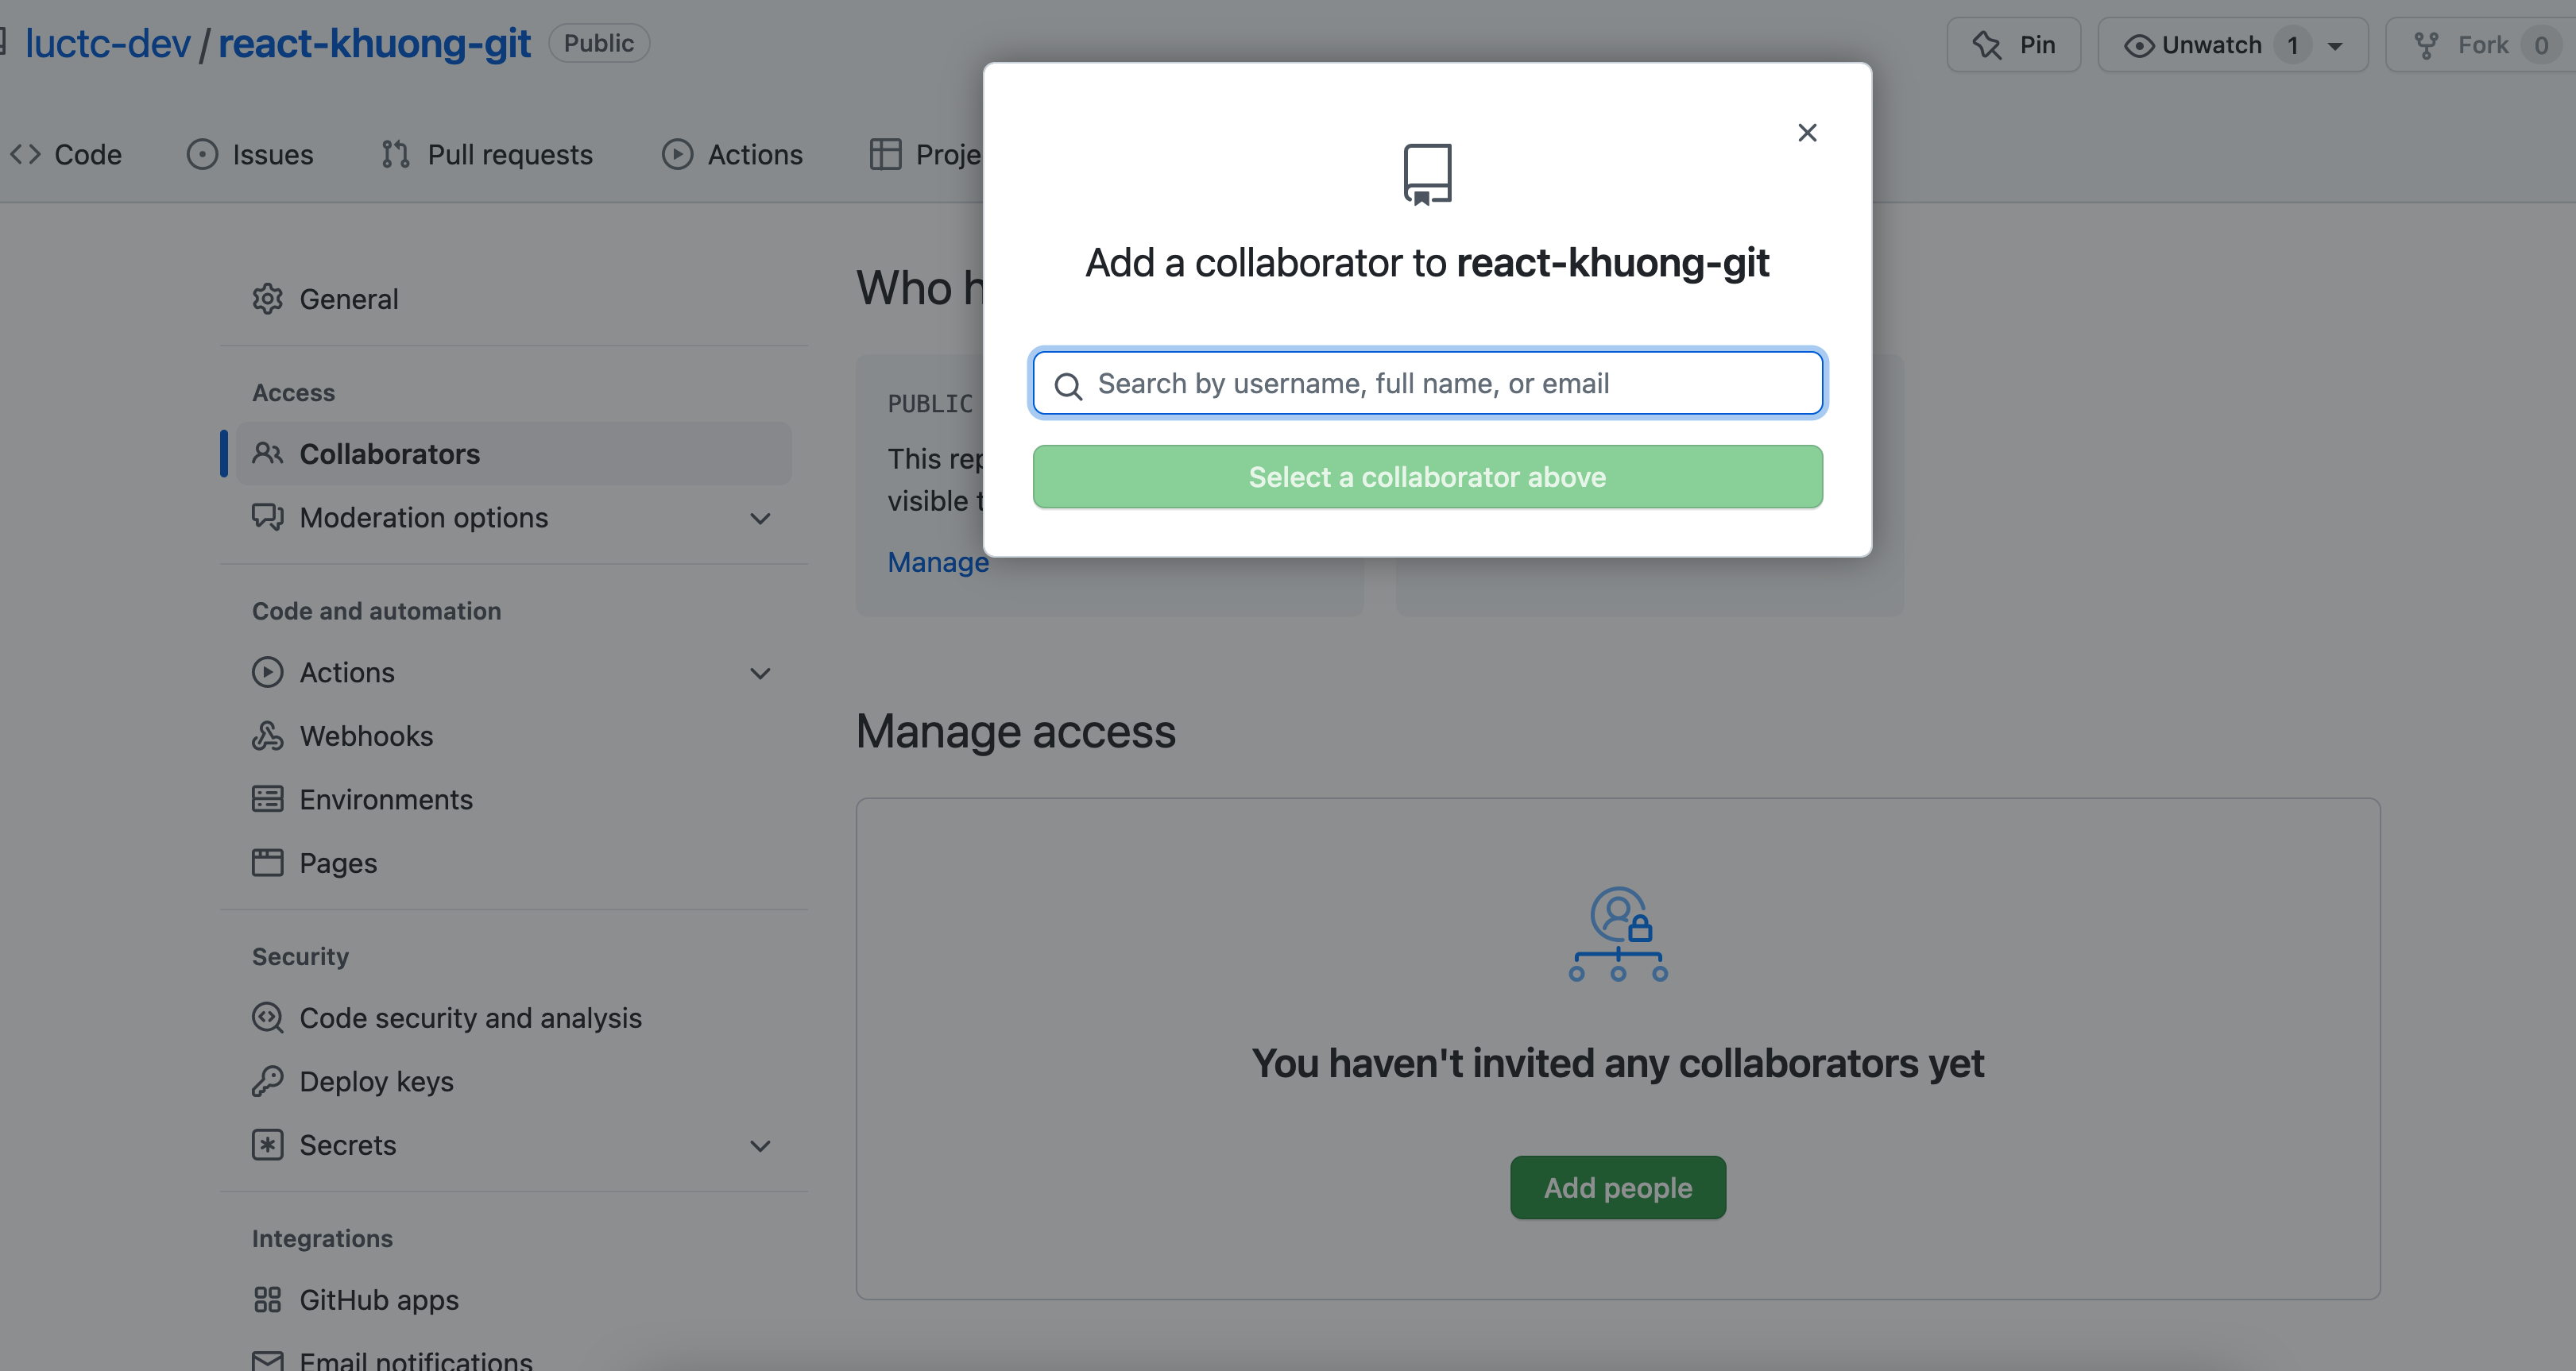 luctc-dev / react-khuong-git Public
Pin
Unwatch 1
Fork 0
Code
Issues
Pull requests
Actions
Proje
General
Access
Collaborators
Moderation options
Code and automation
Actions
Webhooks
Environments
Pages
Security
Code security and analysis
Deploy keys
Secrets
Integrations
GitHub apps
Email notifications
Who h
PUBLIC
This rep
visible t
Manage
Add a collaborator to react-khuong-git
Search by username, full name, or email
Select a collaborator above
Manage access
You haven't invited any collaborators yet
Add people